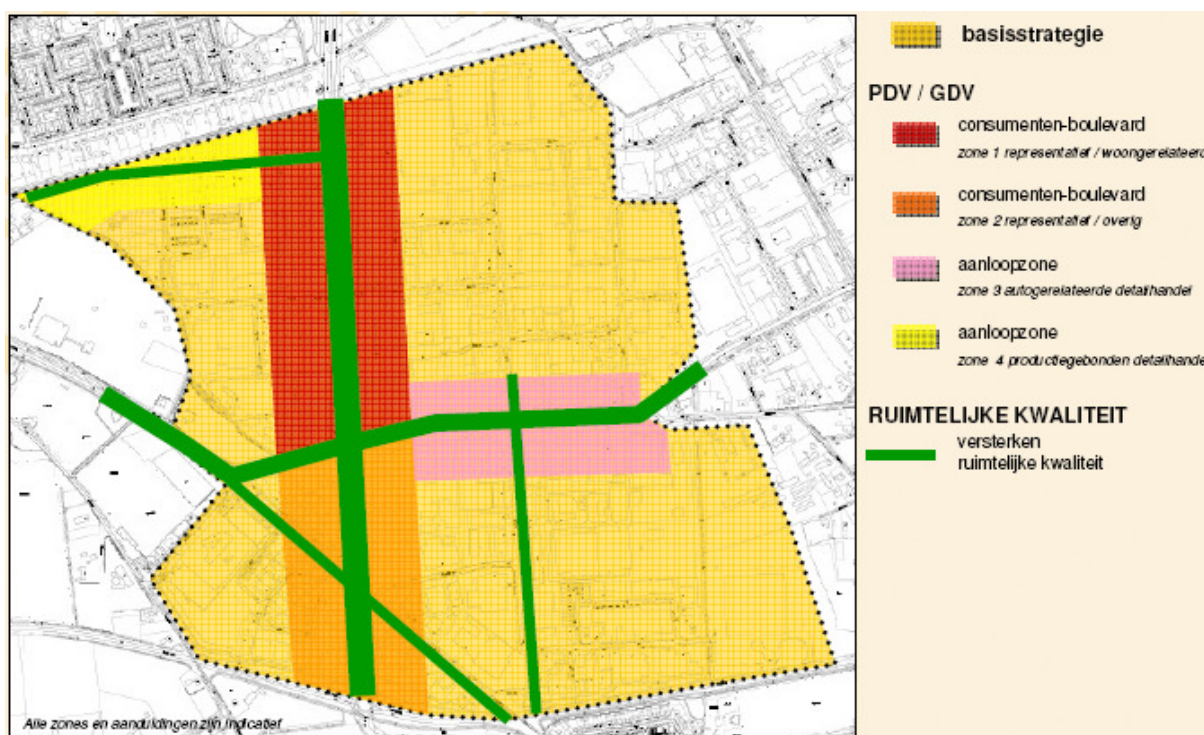 basisstrategie
PDV / GDV
consumenten-boulevard
zone 1 representatief / woongerelateerd
consumenten-boulevard
zone 2 representatief / overig
aanloopzone
zone 3 autogerelateerde detailhandel
aanloopzone
zone 4 productiegebonden detailhandel
RUIMTELIJKE KWALITEIT
versterken
ruimtelijke kwaliteit
Alle zones en aanduidingen zijn indicatief